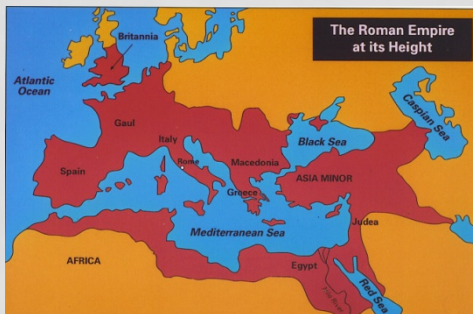 The Roman Empire
at its Height
Britannia
Atlantic
Ocean
Caspian Sea
Gaul
Italy
Black Sea
Rome
Macedonia
Spain
ASIA MINOR
Greece
Judea
Mediterranean Sea
AFRICA
Egypt
Red Sea